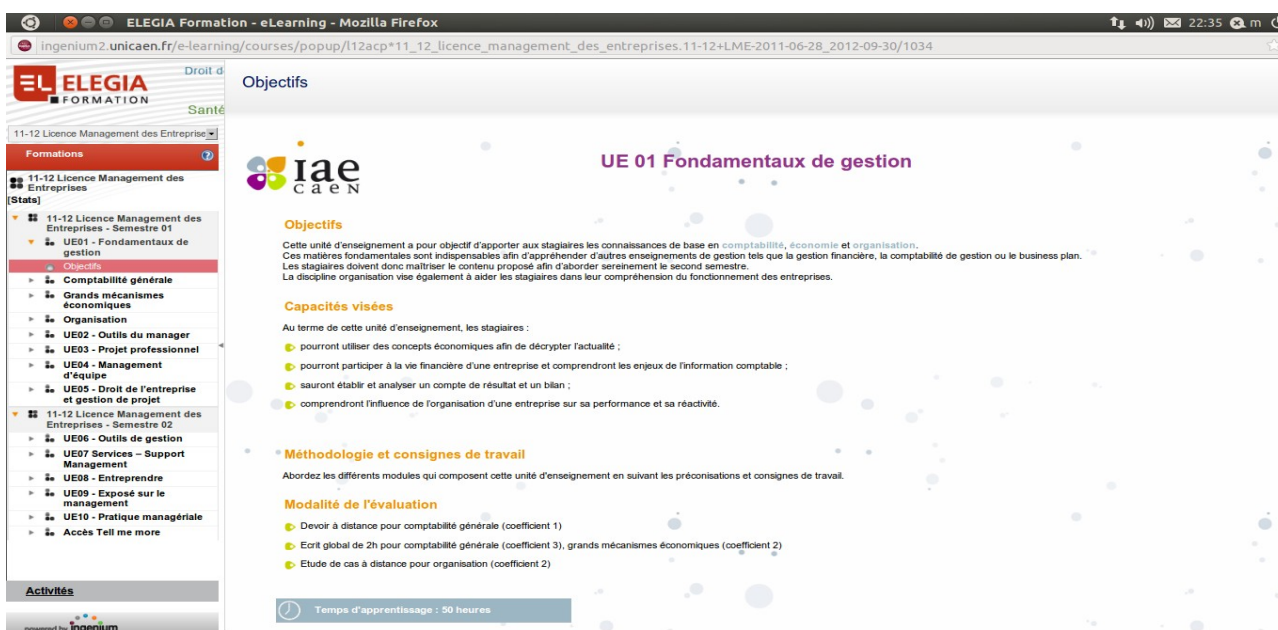 ELEGIA Formation - eLearning - Mozilla Firefox
22:35
ingenium2.unicaen.fr/e-learning/courses/popup/l12acp*11_12_licence_management_des_entreprises.11-12+LME-2011-06-28_2012-09-30/1034
EL ELEGIA
FORMATION
Droit d
Santé
11-12 Licence Management des Entreprise
Formations
11-12 Licence Management des
Entreprises
[Stats]
11-12 Licence Management des
Entreprises - Semestre 01
UE01 - Fondamentaux de
gestion
Objectifs
Comptabilité générale
Grands mécanismes
économiques
Organisation
UE02 - Outils du manager
UE03 - Projet professionnel
UE04 - Management
d'équipe
UE05 - Droit de l'entreprise
et gestion de projet
11-12 Licence Management des
Entreprises - Semestre 02
UE06 - Outils de gestion
UE07 Services – Support
Management
UE08 - Entreprendre
UE09 - Exposé sur le
management
UE10 - Pratique managériale
Accès Tell me more
Activités
powered by ingenium
Objectifs
iae
CAEN
UE 01 Fondamentaux de gestion
Objectifs
Cette unité d'enseignement a pour objectif d'apporter aux stagiaires les connaissances de base en comptabilité, économie et organisation.
Ces matières fondamentales sont indispensables afin d'appréhender d'autres enseignements de gestion tels que la gestion financière, la comptabilité de gestion ou le business plan.
Les stagiaires doivent donc maîtriser le contenu proposé afin d'aborder sereinement le second semestre.
La discipline organisation vise également à aider les stagiaires dans leur compréhension du fonctionnement des entreprises.
Capacités visées
Au terme de cette unité d'enseignement, les stagiaires :
pourront utiliser des concepts économiques afin de décrypter l'actualité ;
pourront participer à la vie financière d'une entreprise et comprendront les enjeux de l'information comptable ;
sauront établir et analyser un compte de résultat et un bilan ;
comprendront l'influence de l'organisation d'une entreprise sur sa performance et sa réactivité.
Méthodologie et consignes de travail
Abordez les différents modules qui composent cette unité d'enseignement en suivant les préconisations et consignes de travail.
Modalité de l'évaluation
Devoir à distance pour comptabilité générale (coefficient 1)
Ecrit global de 2h pour comptabilité générale (coefficient 3), grands mécanismes économiques (coefficient 2)
Etude de cas à distance pour organisation (coefficient 2)
Temps d'apprentissage : 50 heures